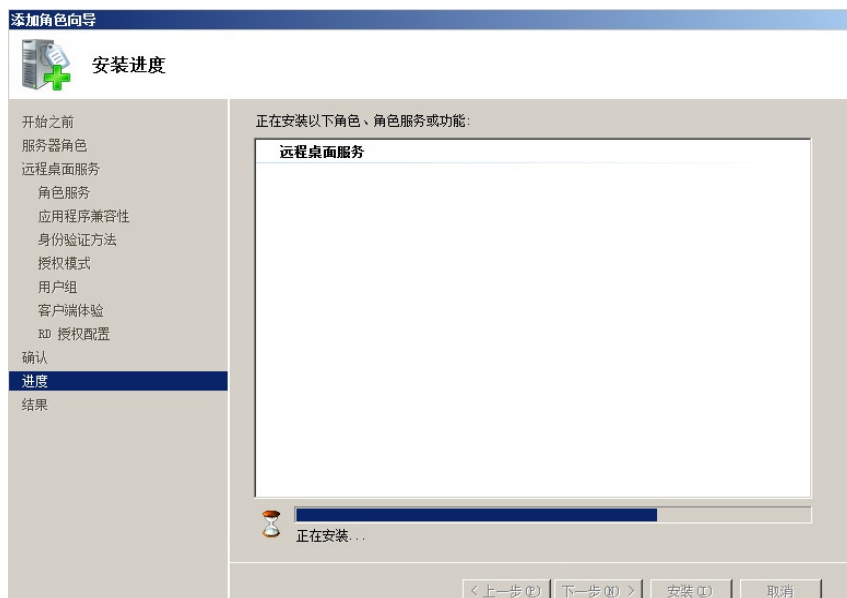 添加角色向导
安装进度
开始之前
服务器角色
远程桌面服务
角色服务
应用程序兼容性
身份验证方法
授权模式
用户组
客户端体验
RD 授权配置
确认
进度
结果
正在安装以下角色、角色服务或功能:
远程桌面服务
正在安装...
< 上一步(P) 下一步(N) > 安装(I) 取消